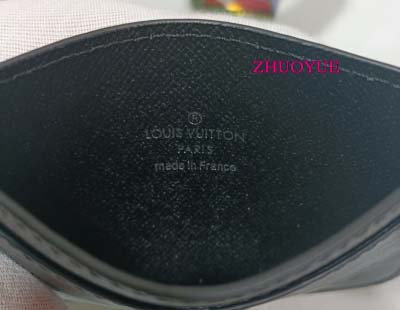 ZHUOYUE
®
LOUIS VUITTON
PARIS
made in France